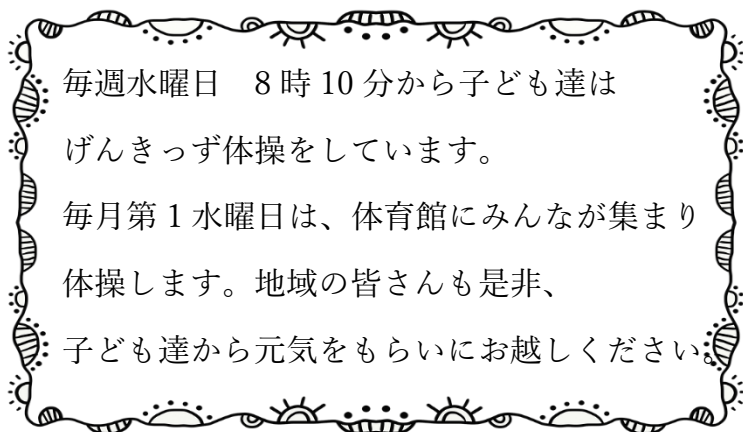 毎週水曜日　8時10分から子ども達は
げんきっず体操をしています。
毎月第1水曜日は、体育館にみんなが集まり
体操します。地域の皆さんも是非、
子ども達から元気をもらいにお越しください。